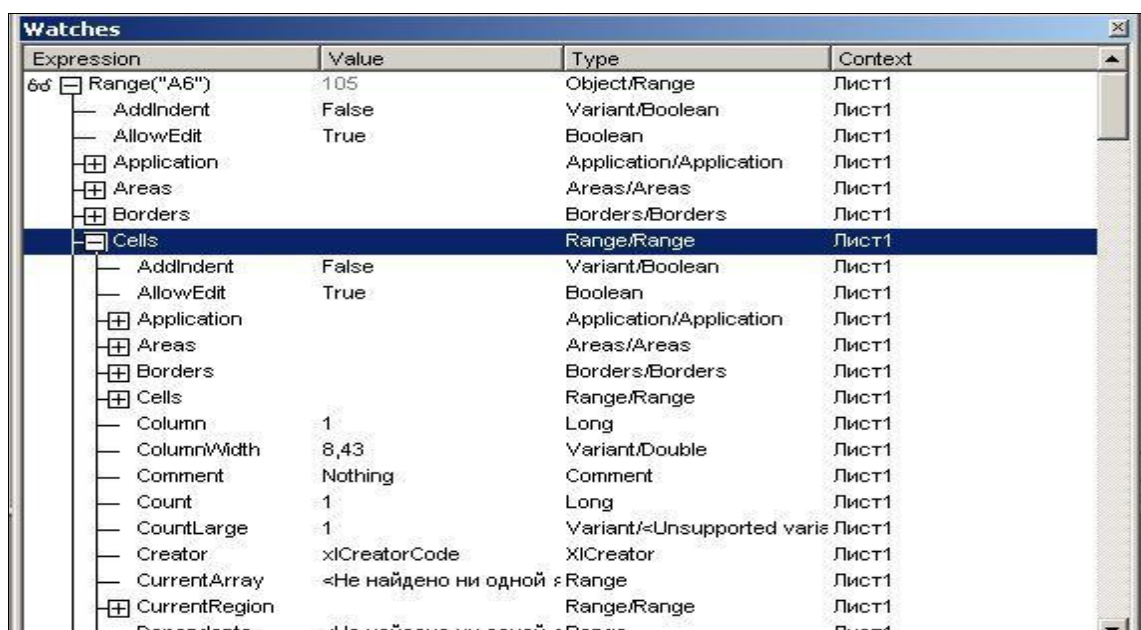 Watches
Expression Value Type Context
Range("A6") 105 Object/Range Лист1
AddIndent False Variant/Boolean Лист1
AllowEdit True Boolean Лист1
Application Application/Application Лист1
Areas Areas/Areas Лист1
Borders Borders/Borders Лист1
Cells Range/Range Лист1
AddIndent False Variant/Boolean Лист1
AllowEdit True Boolean Лист1
Application Application/Application Лист1
Areas Areas/Areas Лист1
Borders Borders/Borders Лист1
Cells Range/Range Лист1
Column 1 Long Лист1
ColumnWidth 8,43 Variant/Double Лист1
Comment Nothing Comment Лист1
Count 1 Long Лист1
CountLarge 1 Variant/<Unsupported varia Лист1
Creator xlCreatorCode XlCreator Лист1
CurrentArray <Не найдено ни одной я Range Лист1
CurrentRegion Range/Range Лист1